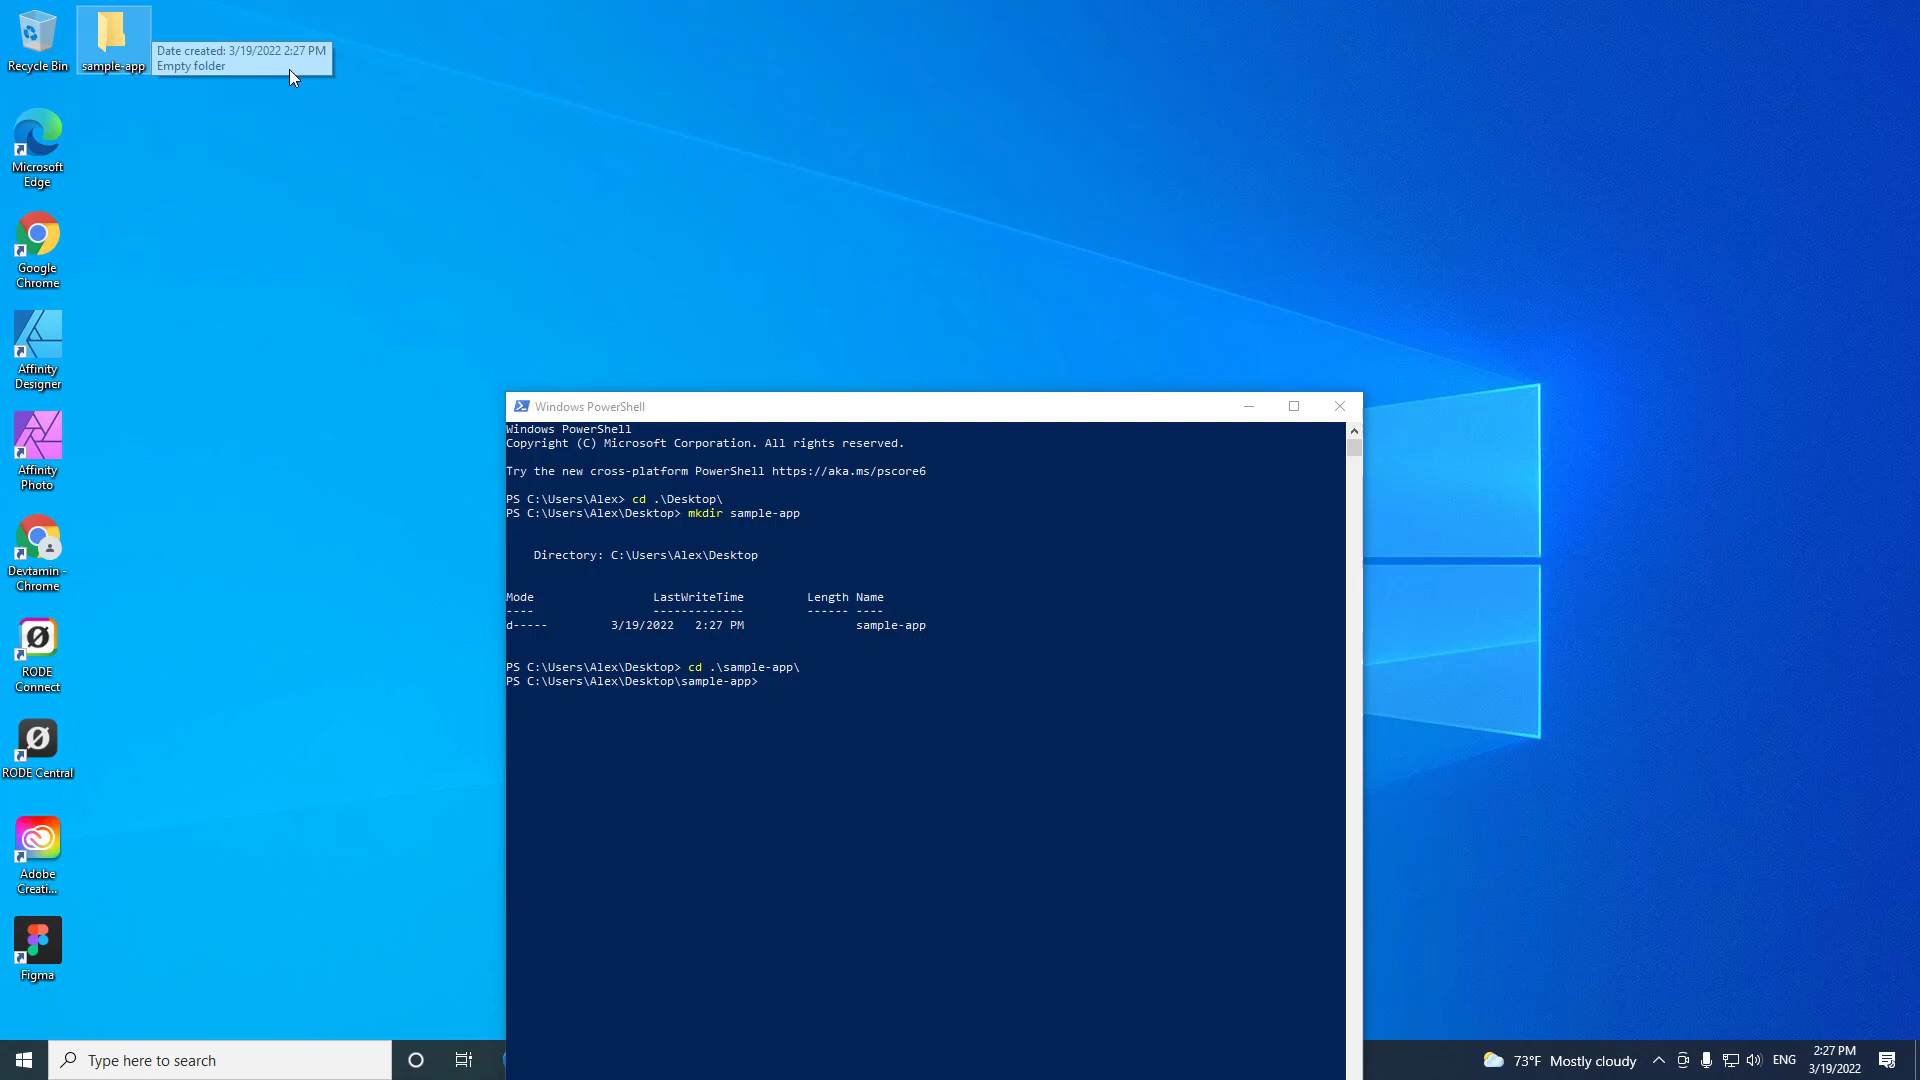 Recycle Bin
sample-app
Date created: 3/19/2022 2:27 PM
Empty folder
Microsoft
Edge
Google
Chrome
Affinity
Designer
Affinity
Photo
Devtamin -
Chrome
RODE
Connect
RODE Central
Adobe
Creati...
Figma
Windows PowerShell
Windows PowerShell
Copyright (C) Microsoft Corporation. All rights reserved.
Try the new cross-platform PowerShell https://aka.ms/pscore6
PS C:\Users\Alex> cd .\Desktop\
PS C:\Users\Alex\Desktop> mkdir sample-app
Directory: C:\Users\Alex\Desktop
Mode LastWriteTime Length Name
---- ------------- ------ ----
d----- 3/19/2022 2:27 PM sample-app
PS C:\Users\Alex\Desktop> cd .\sample-app\
PS C:\Users\Alex\Desktop\sample-app>
Type here to search
73°F Mostly cloudy
ENG
2:27 PM
3/19/2022